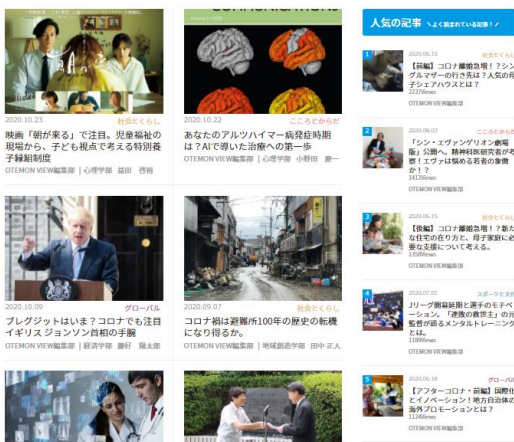 2020.10.23 社会とくらし
映画「朝が来る」で注目。児童福祉の
現場から、子ども視点で考える特別養
子縁組制度
OTEMON VIEW編集部 | 心理学部 益田 啓裕
COMMUNICATIONS
2020.10.22 こころとからだ
あなたのアルツハイマー病発症時期
は？AIで導いた治療への第一歩
OTEMON VIEW編集部 | 心理学部 小野田 慶一
2020.10.09 グローバル
ブレグジットはいま？コロナでも注目
イギリス ジョンソン首相の手腕
OTEMON VIEW編集部 | 経済学部 藤好 陽太郎
2020.09.07 社会とくらし
コロナ禍は避難所100年の歴史の転機
になり得るか。
OTEMON VIEW編集部 | 地域創造学部 田中 正人
人気の記事 \ よく読まれている記事！ /
1
2020.06.15 社会とくらし
【前編】コロナ離婚急増！？シン
グルマザーの行き先は？人気の母
子シェアハウスとは？
2237Views
OTEMON VIEW編集部
2
2020.06.03 こころとからだ
「シン・エヴァンゲリオン劇場
版」公開へ。精神科医研究者が考
察！エヴァは悩める若者の象徴
か！？
1412Views
OTEMON VIEW編集部
3
2020.06.15 社会とくらし
【後編】コロナ離婚急増！？新た
な住宅の在り方と、母子家庭に必
要な支援について考える。
1358Views
OTEMON VIEW編集部
4
2020.07.01 スポーツと文化
Jリーグ開幕延期と選手のモチベ
ーション。「連敗の救世主」の元
監督が語るメンタルトレーニング
とは。
1189Views
OTEMON VIEW編集部
5
2020.06.18 グローバル
【アフターコロナ・前編】国際化
とイノベーション！地方自治体の
海外プロモーションとは？
1124Views
OTEMON VIEW編集部